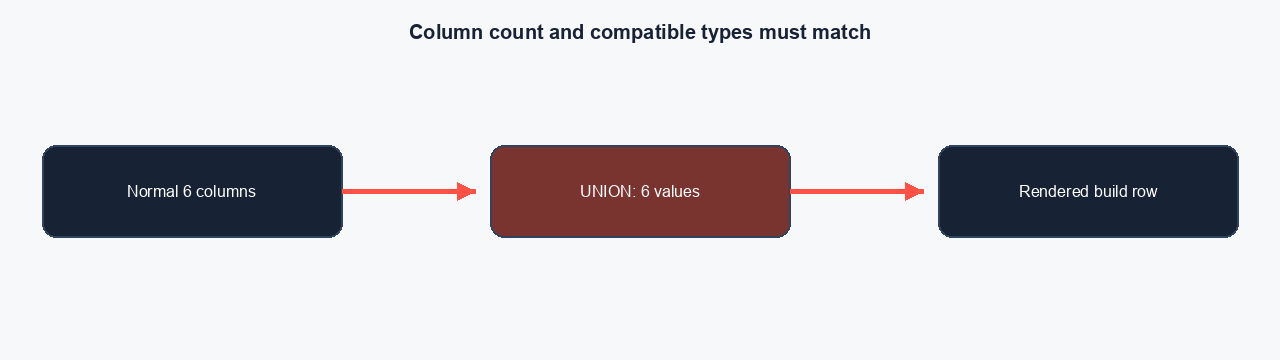 Column count and compatible types must match
Normal 6 columns
UNION: 6 values
Rendered build row